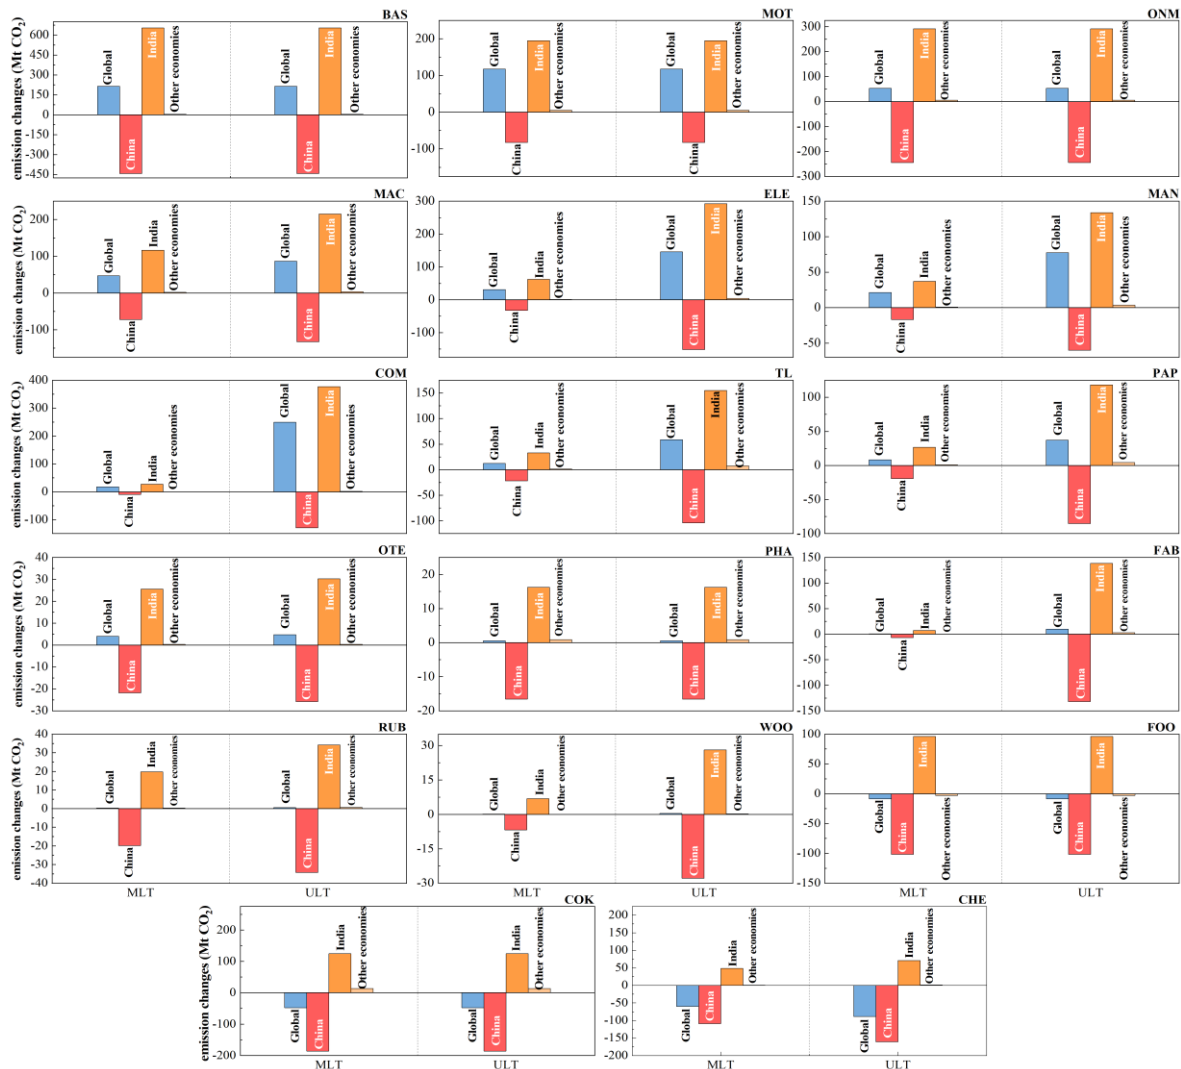 BAS
MOT
ONM
emission changes (Mt CO₂)
600
450
300
150
0
-150
-300
-450
Global
China
India
Other economies
Global
China
India
Other economies
200
100
0
-100
Global
China
India
Other economies
Global
China
India
Other economies
300
200
100
0
-100
-200
-300
Global
China
India
Other economies
Global
China
India
Other economies
MAC
ELE
MAN
emission changes (Mt CO₂)
200
100
0
-100
Global
China
India
Other economies
Global
China
India
Other economies
300
200
100
0
-100
Global
China
India
Other economies
Global
China
India
Other economies
150
100
50
0
-50
Global
China
India
Other economies
Global
China
India
Other economies
COM
TL
PAP
emission changes (Mt CO₂)
400
300
200
100
0
-100
Global
China
India
Other economies
Global
China
India
Other economies
150
100
50
0
-50
-100
Global
China
India
Other economies
Global
China
India
Other economies
100
50
0
-50
-100
Global
China
India
Other economies
Global
China
India
Other economies
OTE
PHA
FAB
emission changes (Mt CO₂)
40
30
20
10
0
-10
-20
-30
Global
China
India
Other economies
Global
China
India
Other economies
20
10
0
-10
-20
Global
China
India
Other economies
Global
China
India
Other economies
150
100
50
0
-50
-100
-150
Global
China
India
Other economies
Global
China
India
Other economies
RUB
WOO
FOO
emission changes (Mt CO₂)
40
30
20
10
0
-10
-20
-30
-40
Global
China
India
Other economies
Global
China
India
Other economies
MLT
ULT
30
15
0
-15
-30
Global
China
India
Other economies
Global
China
India
Other economies
MLT
ULT
100
50
0
-50
-100
-150
Global
China
India
Other economies
Global
China
India
Other economies
MLT
ULT
COK
CHE
emission changes (Mt CO₂)
200
100
0
-100
-200
Global
China
India
Other economies
Global
China
India
Other economies
MLT
ULT
200
150
100
50
0
-50
-100
-150
-200
Global
China
India
Other economies
Global
China
India
Other economies
MLT
ULT